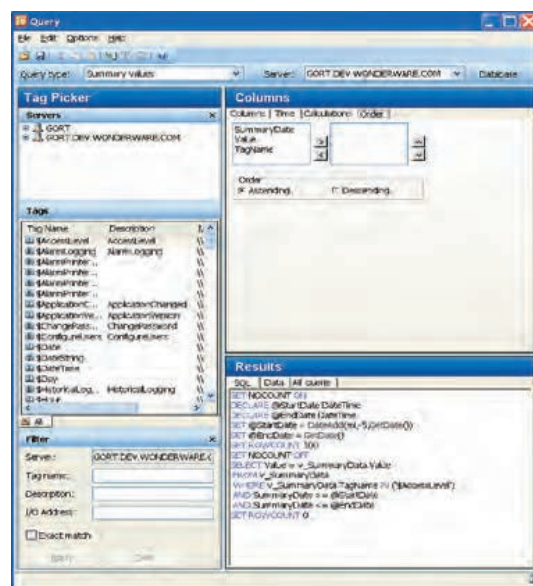 Query
File Edit Options Help
Query type: Summary values Server: GORT.DEV.WONDERWARE.COM Database
Tag Picker
Servers
GORT
GORT.DEV.WONDERWARE.COM
Tags
Tag Name Description
$AccessLevel AccessLevel
$AlarmLogging AlarmLogging
$AlarmPrinter...
$AlarmPrinter...
$AlarmPrinter...
$AlarmPrinter...
$ApplicationC... ApplicationChanged
$ApplicationVe... ApplicationVersion
$ChangePass... ChangePassword
$ConfigureUsers ConfigureUsers
$Date
$DateString
$DateTime
$Day
$HistoricalLog... HistoricalLogging
$Hour
All
Filter
Server: GORT.DEV.WONDERWARE.C
Tag name:
Description:
I/O Address:
Exact match
Columns
Columns Time Calculations Order
SummaryDate
Value
TagName
Order
Ascending Descending
Results
SQL Data All queries
SET NOCOUNT ON
DECLARE @StartDate DateTime
DECLARE @EndDate DateTime
SET @StartDate = DateAdd(mi,-5,GetDate())
SET @EndDate = GetDate()
SET ROWCOUNT 100
SET NOCOUNT OFF
SELECT Value = v_SummaryData.Value
FROM v_SummaryData
WHERE v_SummaryData.TagName IN ('$AccessLevel')
AND SummaryDate >= @StartDate
AND SummaryDate <= @EndDate
SET ROWCOUNT 0